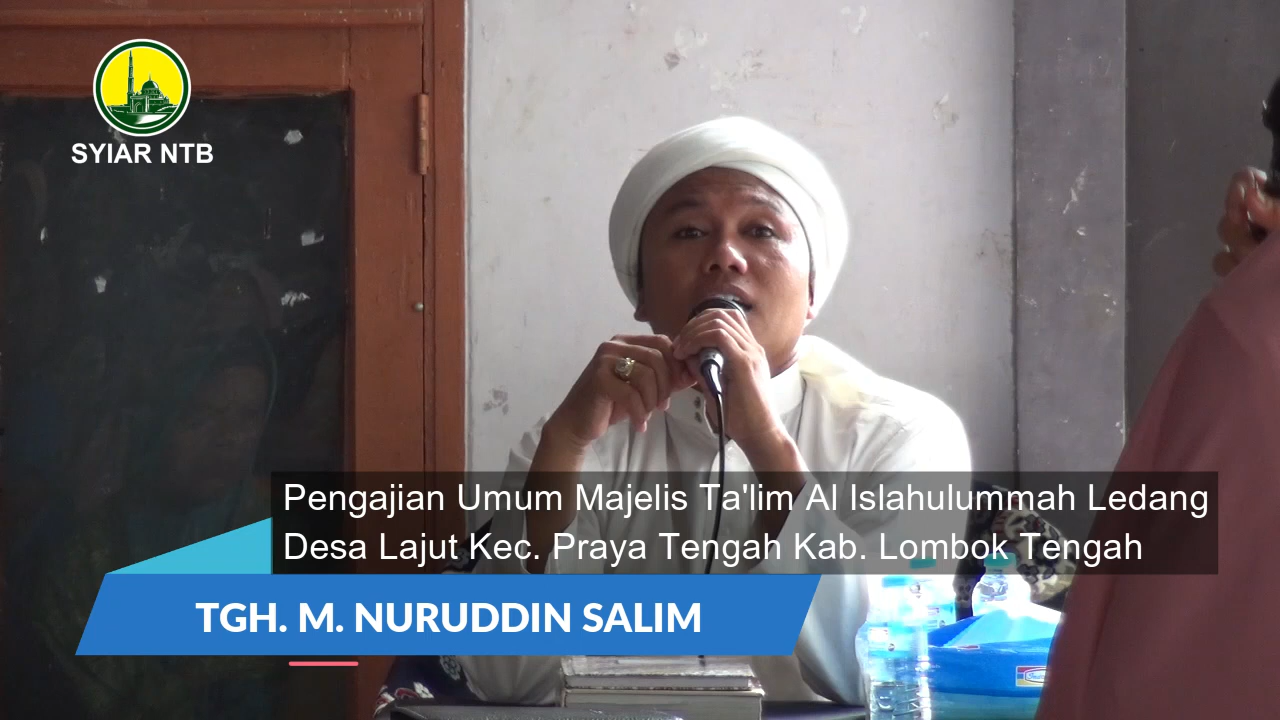 SYIAR NTB
Pengajian Umum Majelis Ta'lim Al Islahulummah Ledang
Desa Lajut Kec. Praya Tengah Kab. Lombok Tengah
TGH. M. NURUDDIN SALIM